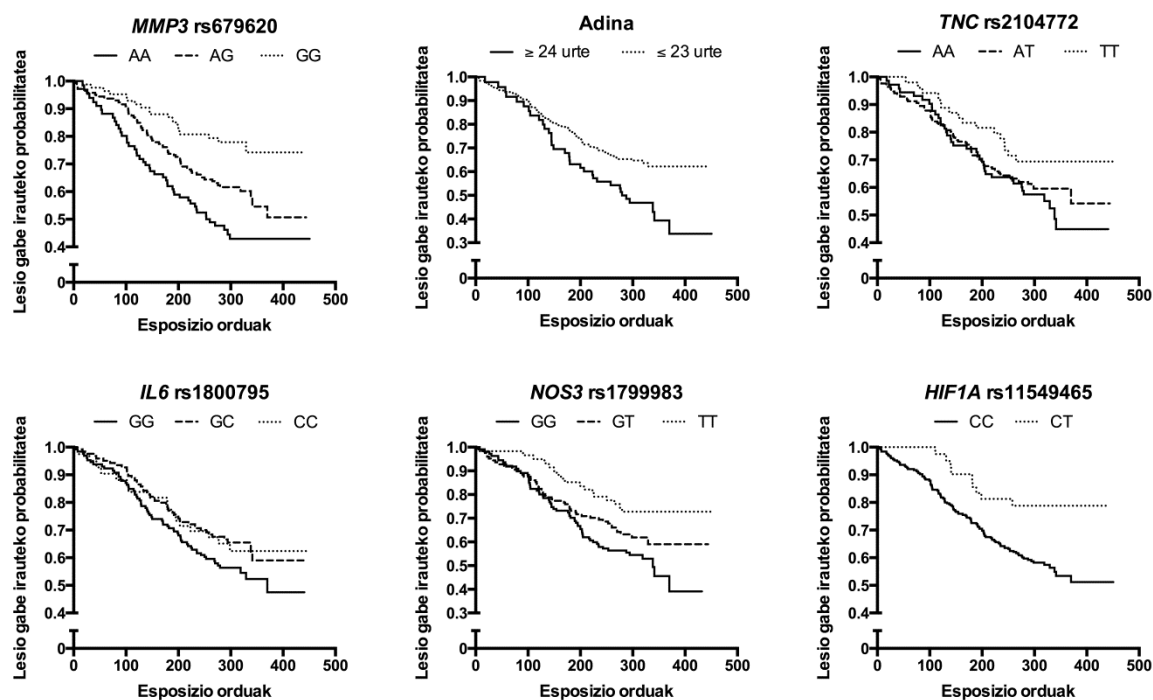 MMP3 rs679620
AA AG GG
Lesio gabe irauteko probabilitatea
1.0
0.9
0.8
0.7
0.6
0.5
0.4
0
0 100 200 300 400 500
Esposizio orduak
Adina
≥ 24 urte ≤ 23 urte
Lesio gabe irauteko probabilitatea
1.0
0.9
0.8
0.7
0.6
0.5
0.4
0.3
0
0 100 200 300 400 500
Esposizio orduak
TNC rs2104772
AA AT TT
Lesio gabe irauteko probabilitatea
1.0
0.9
0.8
0.7
0.6
0.5
0.4
0
0 100 200 300 400 500
Esposizio orduak
IL6 rs1800795
GG GC CC
Lesio gabe irauteko probabilitatea
1.0
0.9
0.8
0.7
0.6
0.5
0.4
0
0 100 200 300 400 500
Esposizio orduak
NOS3 rs1799983
GG GT TT
Lesio gabe irauteko probabilitatea
1.0
0.9
0.8
0.7
0.6
0.5
0.4
0.3
0
0 100 200 300 400 500
Esposizio orduak
HIF1A rs11549465
CC CT
Lesio gabe irauteko probabilitatea
1.0
0.9
0.8
0.7
0.6
0.5
0.4
0
0 100 200 300 400 500
Esposizio orduak